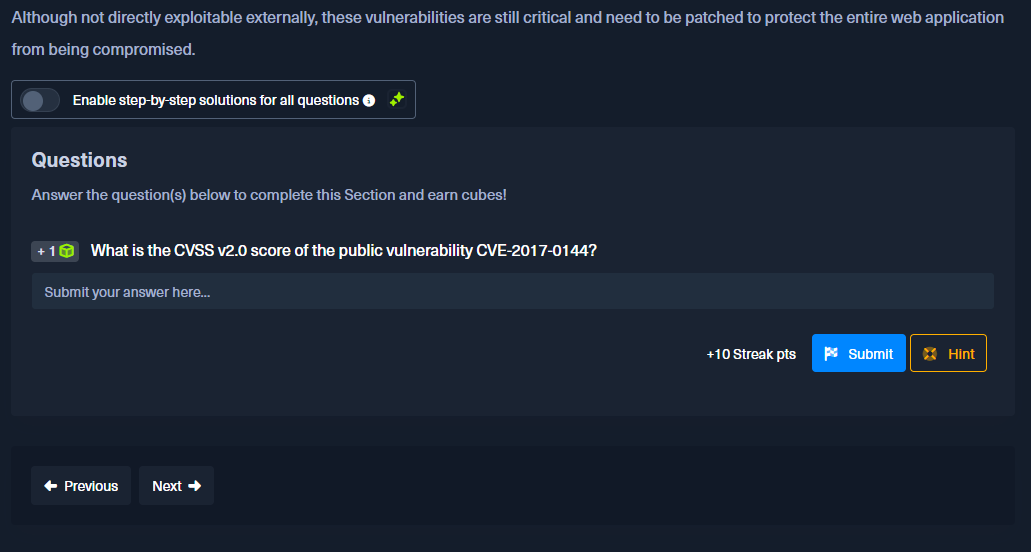 Although not directly exploitable externally, these vulnerabilities are still critical and need to be patched to protect the entire web application
from being compromised.
Enable step-by-step solutions for all questions
Questions
Answer the question(s) below to complete this Section and earn cubes!
+ 1 What is the CVSS v2.0 score of the public vulnerability CVE-2017-0144?
Submit your answer here...
+10 Streak pts Submit Hint
Previous Next